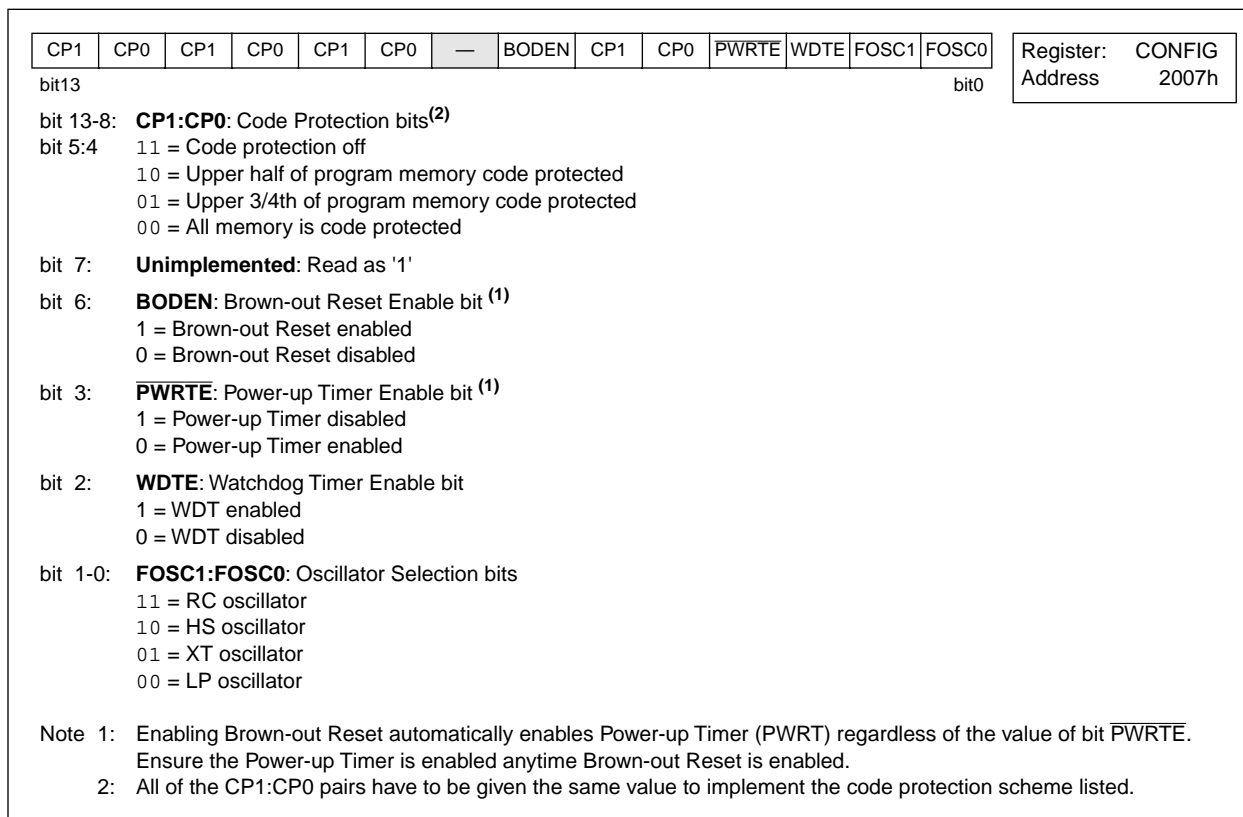 CP1 CP0 CP1 CP0 CP1 CP0 — BODEN CP1 CP0 PWRTE WDTE FOSC1 FOSC0
bit13 bit0
Register: CONFIG
Address 2007h
bit 13-8: CP1:CP0: Code Protection bits(2)
bit 5:4 11 = Code protection off
10 = Upper half of program memory code protected
01 = Upper 3/4th of program memory code protected
00 = All memory is code protected
bit 7: Unimplemented: Read as '1'
bit 6: BODEN: Brown-out Reset Enable bit (1)
1 = Brown-out Reset enabled
0 = Brown-out Reset disabled
bit 3: PWRTE: Power-up Timer Enable bit (1)
1 = Power-up Timer disabled
0 = Power-up Timer enabled
bit 2: WDTE: Watchdog Timer Enable bit
1 = WDT enabled
0 = WDT disabled
bit 1-0: FOSC1:FOSC0: Oscillator Selection bits
11 = RC oscillator
10 = HS oscillator
01 = XT oscillator
00 = LP oscillator
Note 1: Enabling Brown-out Reset automatically enables Power-up Timer (PWRT) regardless of the value of bit PWRTE.
Ensure the Power-up Timer is enabled anytime Brown-out Reset is enabled.
2: All of the CP1:CP0 pairs have to be given the same value to implement the code protection scheme listed.